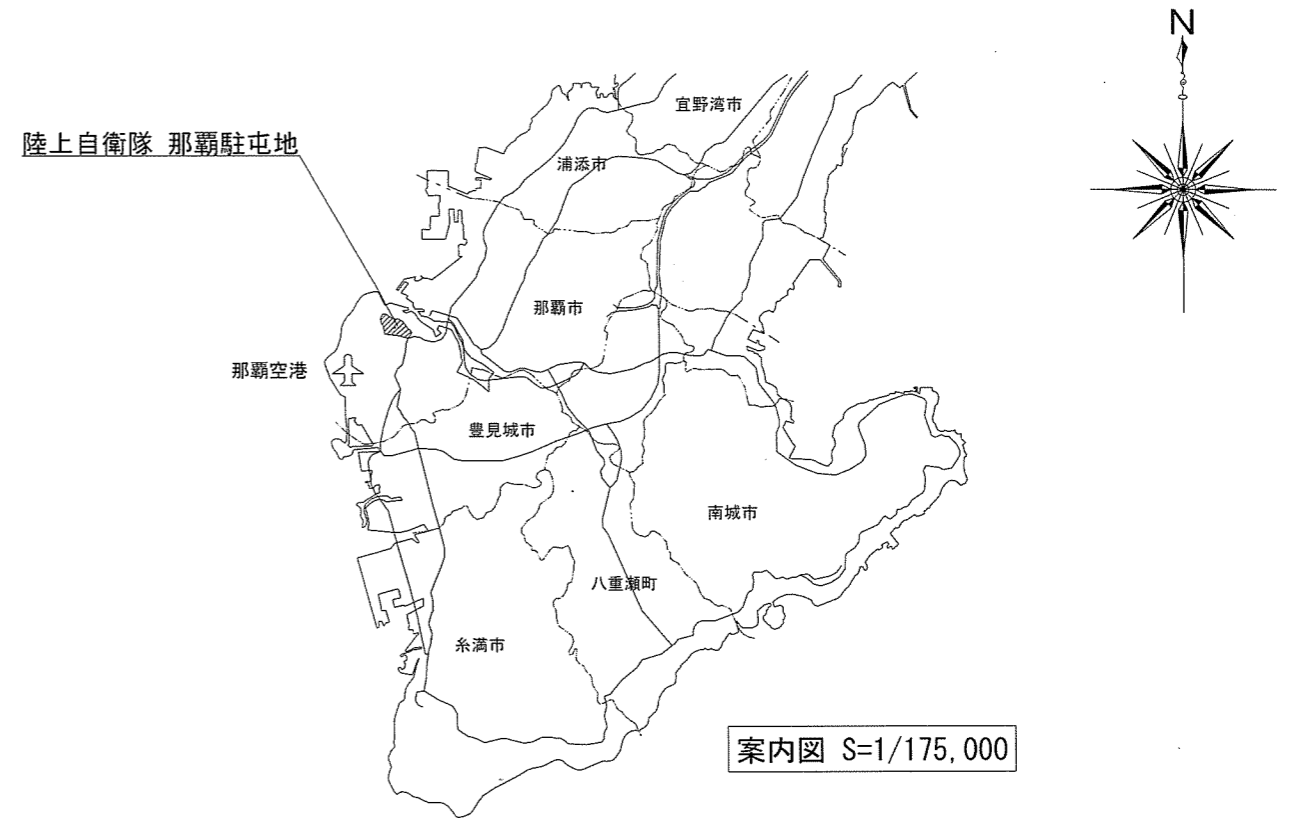 N
宜野湾市
陸上自衛隊 那覇駐屯地
浦添市
那覇市
那覇空港
豊見城市
南城市
八重瀬町
糸満市
案内図 S=1/175,000